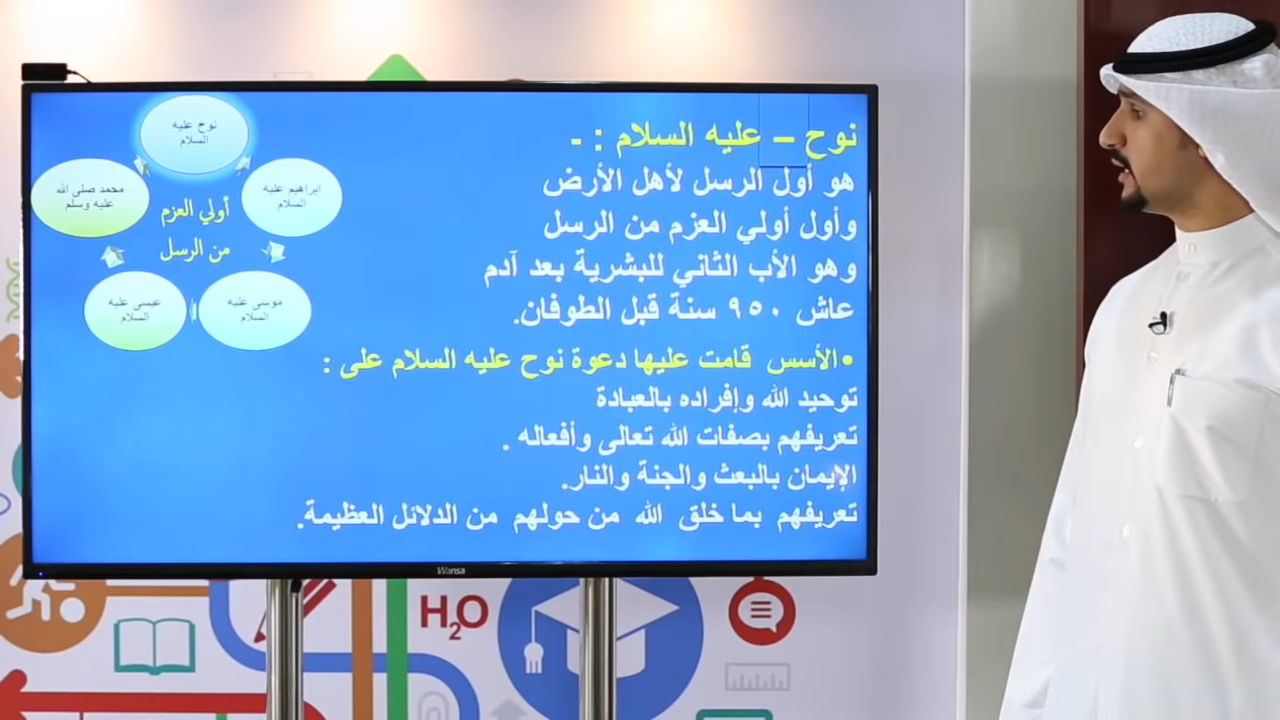 نوح – عليه السلام : -
هو أول الرسل لأهل الأرض
وأول أولي العزم من الرسل
وهو الأب الثاني للبشرية بعد آدم
عاش ٩٥٠ سنة قبل الطوفان.
•الأسس قامت عليها دعوة نوح عليه السلام على :
توحيد الله وإفراده بالعبادة
تعريفهم بصفات الله تعالى وأفعاله .
الإيمان بالبعث والجنة والنار.
تعريفهم بما خلق الله من حولهم من الدلائل العظيمة.
نوح عليه
السلام
ابراهيم عليه
السلام
موسى عليه
السلام
عيسى عليه
السلام
محمد صلى الله
عليه وسلم
أولي العزم
من الرسل
Wansa
H2O